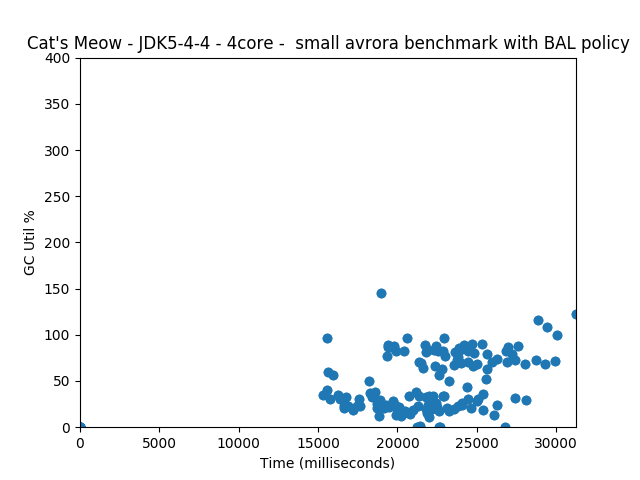 Cat's Meow - JDK5-4-4 - 4core -  small avrora benchmark with BAL policy
400
350
300
250
200
150
100
50
0
GC Util %
0 5000 10000 15000 20000 25000 30000
Time (milliseconds)